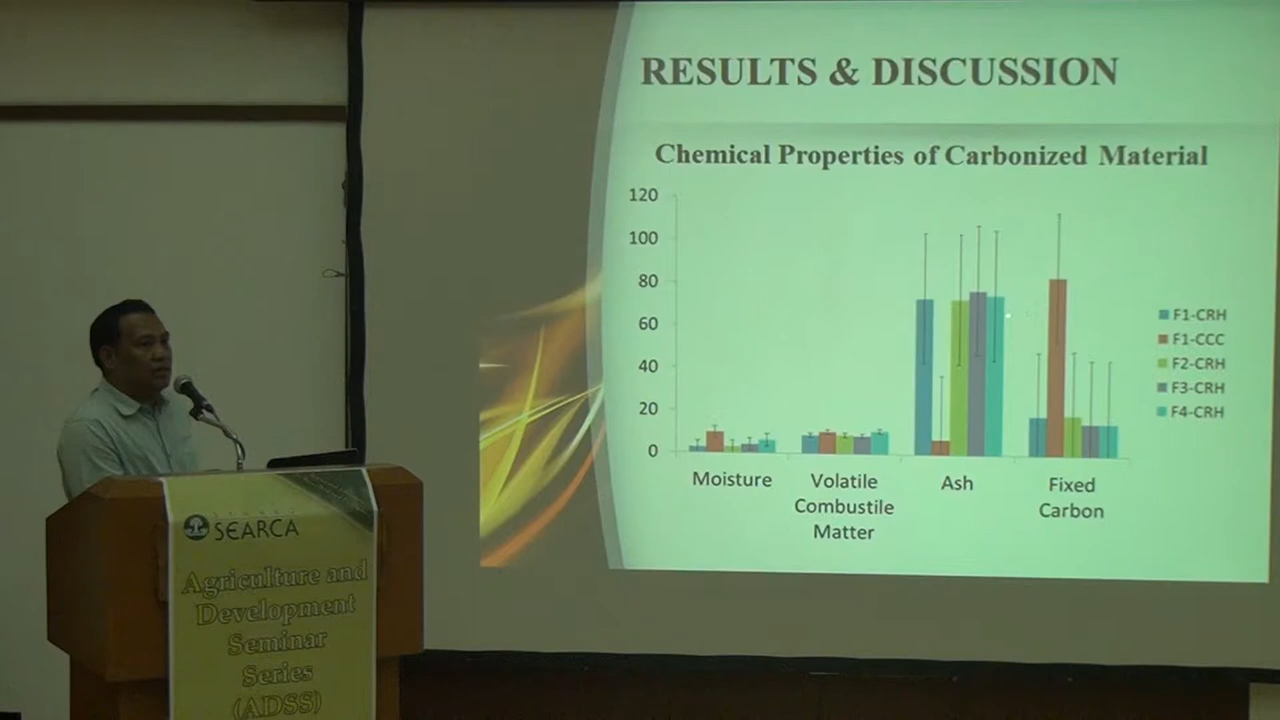 RESULTS & DISCUSSION
Chemical Properties of Carbonized Material
120
100
80
60
40
20
0
Moisture
Volatile
Combustile
Matter
Ash
Fixed
Carbon
F1-CRH
F1-CCC
F2-CRH
F3-CRH
F4-CRH
SEARCA
Agriculture and
Development
Seminar
Series
(ADSS)